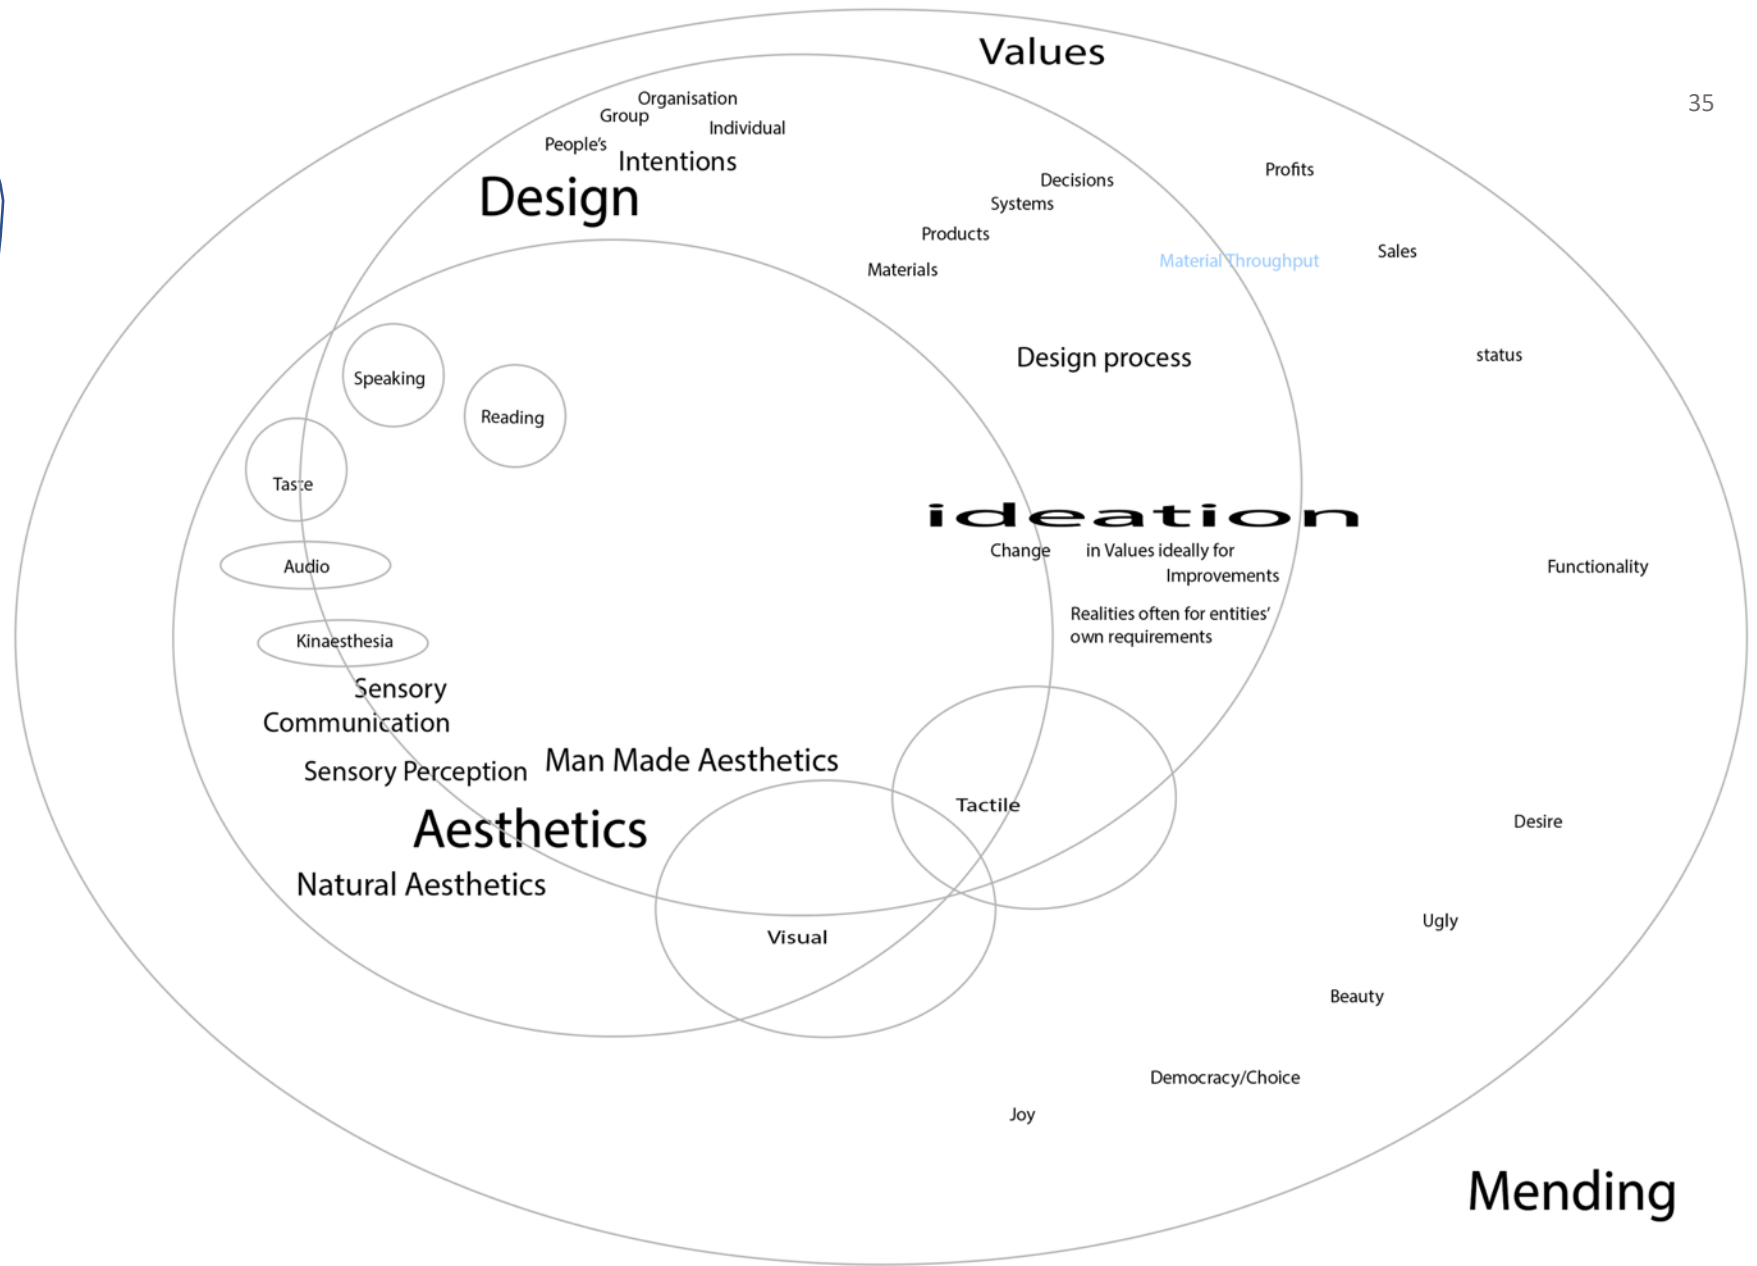 Values
35
Organisation
Group
Individual
People's
Intentions
Design
Profits
Decisions
Systems
Products
Materials
Sales
Material Throughput
status
Design process
Speaking
Reading
Taste
ideation
Change in Values ideally for
Improvements
Audio
Functionality
Realities often for entities'
own requirements
Kinaesthesia
Sensory
Communication
Sensory Perception
Man Made Aesthetics
Tactile
Aesthetics
Desire
Natural Aesthetics
Ugly
Visual
Beauty
Democracy/Choice
Joy
Mending